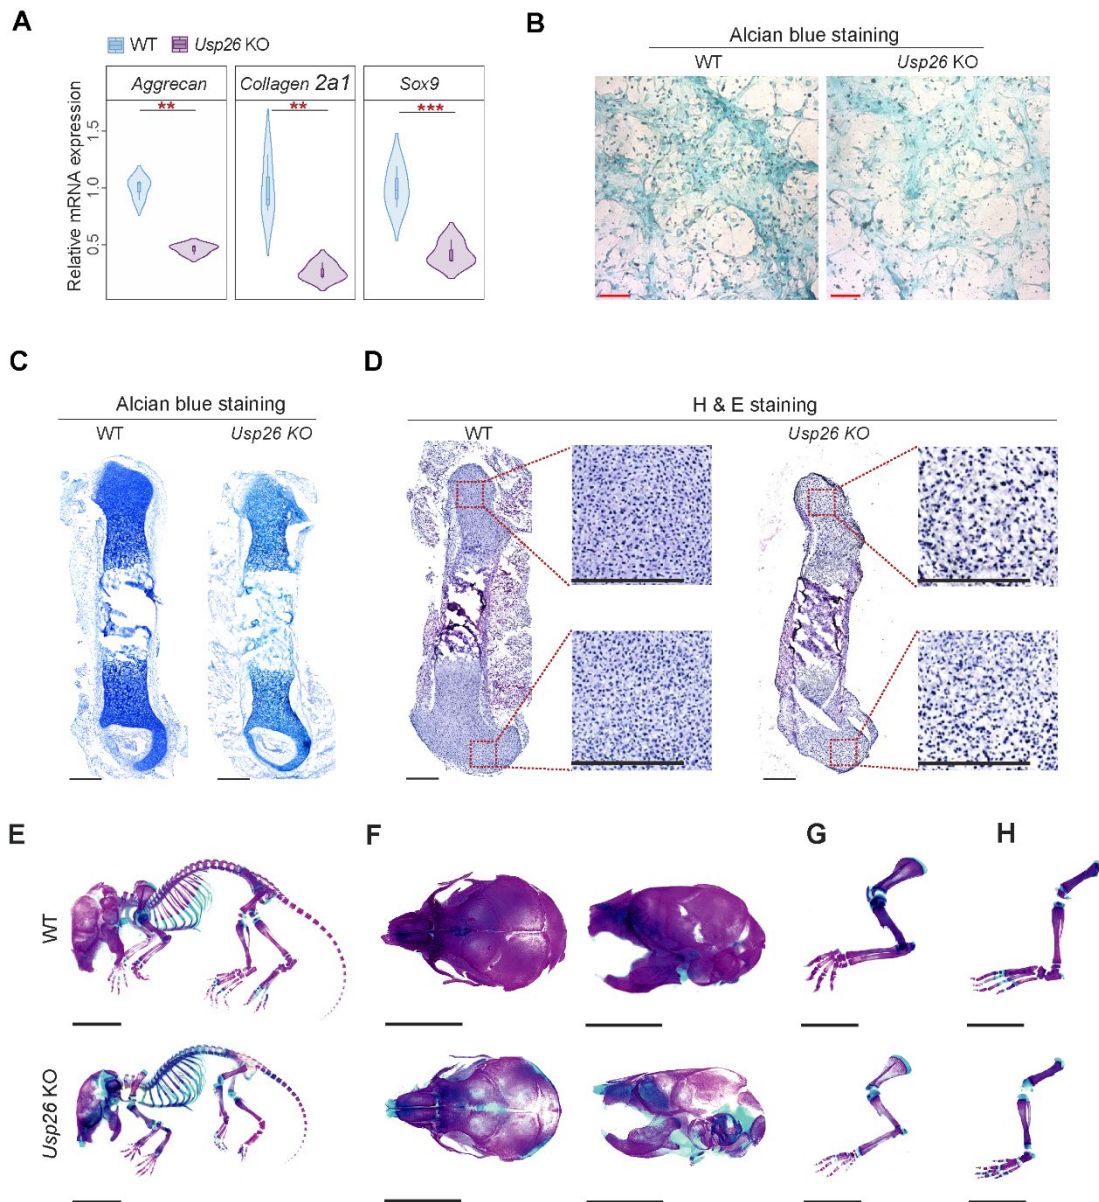 A
WT Usp26 KO
Aggrecan Collagen 2a1 Sox9
** ** ***
Relative mRNA expression
1.5
1.0
0.5
B
Alcian blue staining
WT Usp26 KO
C
Alcian blue staining
WT Usp26 KO
D
H & E staining
WT Usp26 KO
E F G H
WT
Usp26 KO